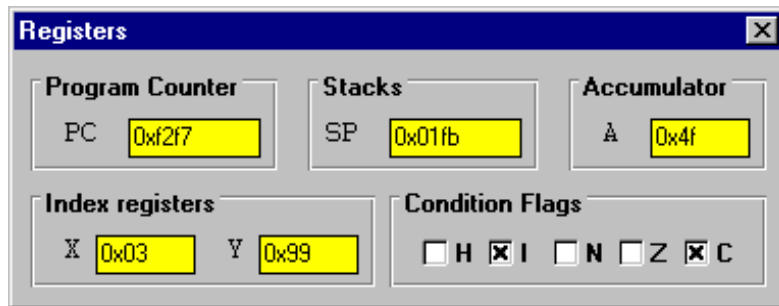 Registers
Program Counter
PC 0xf2f7
Stacks
SP 0x01fb
Accumulator
A 0x4f
Index registers
X 0x03 Y 0x99
Condition Flags
H I N Z C